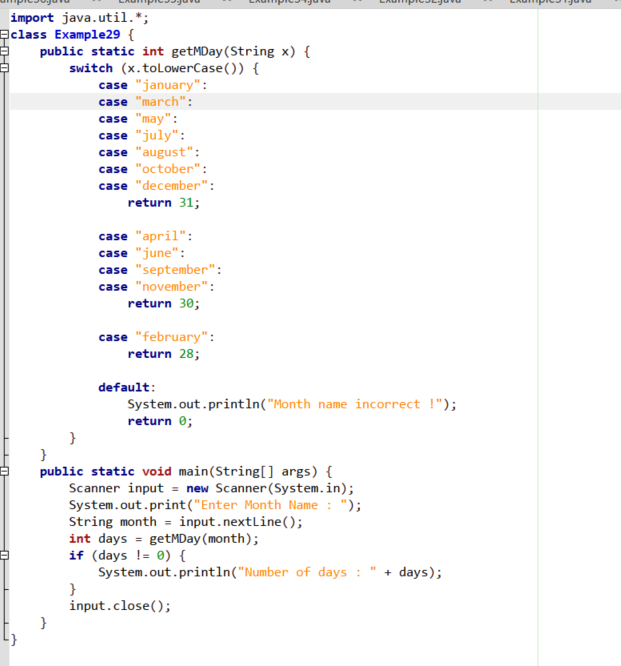 import java.util.*;
class Example29 {
    public static int getMDay(String x) {
        switch (x.toLowerCase()) {
            case "january":
            case "march":
            case "may":
            case "july":
            case "august":
            case "october":
            case "december":
                return 31;

            case "april":
            case "june":
            case "september":
            case "november":
                return 30;

            case "february":
                return 28;

            default:
                System.out.println("Month name incorrect !");
                return 0;
        }
    }
    public static void main(String[] args) {
        Scanner input = new Scanner(System.in);
        System.out.print("Enter Month Name : ");
        String month = input.nextLine();
        int days = getMDay(month);
        if (days != 0) {
            System.out.println("Number of days : " + days);
        }
        input.close();
    }
}